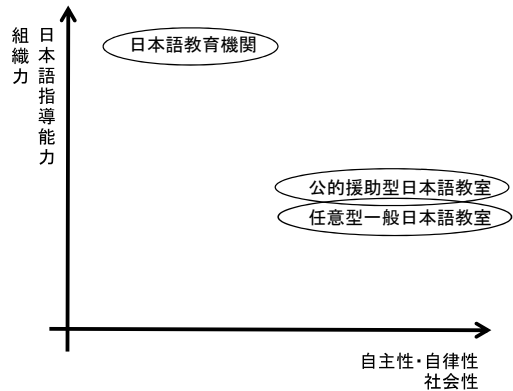 日本語指導能力
組織力
日本語教育機関
公的援助型日本語教室
任意型一般日本語教室
自主性・自律性
社会性